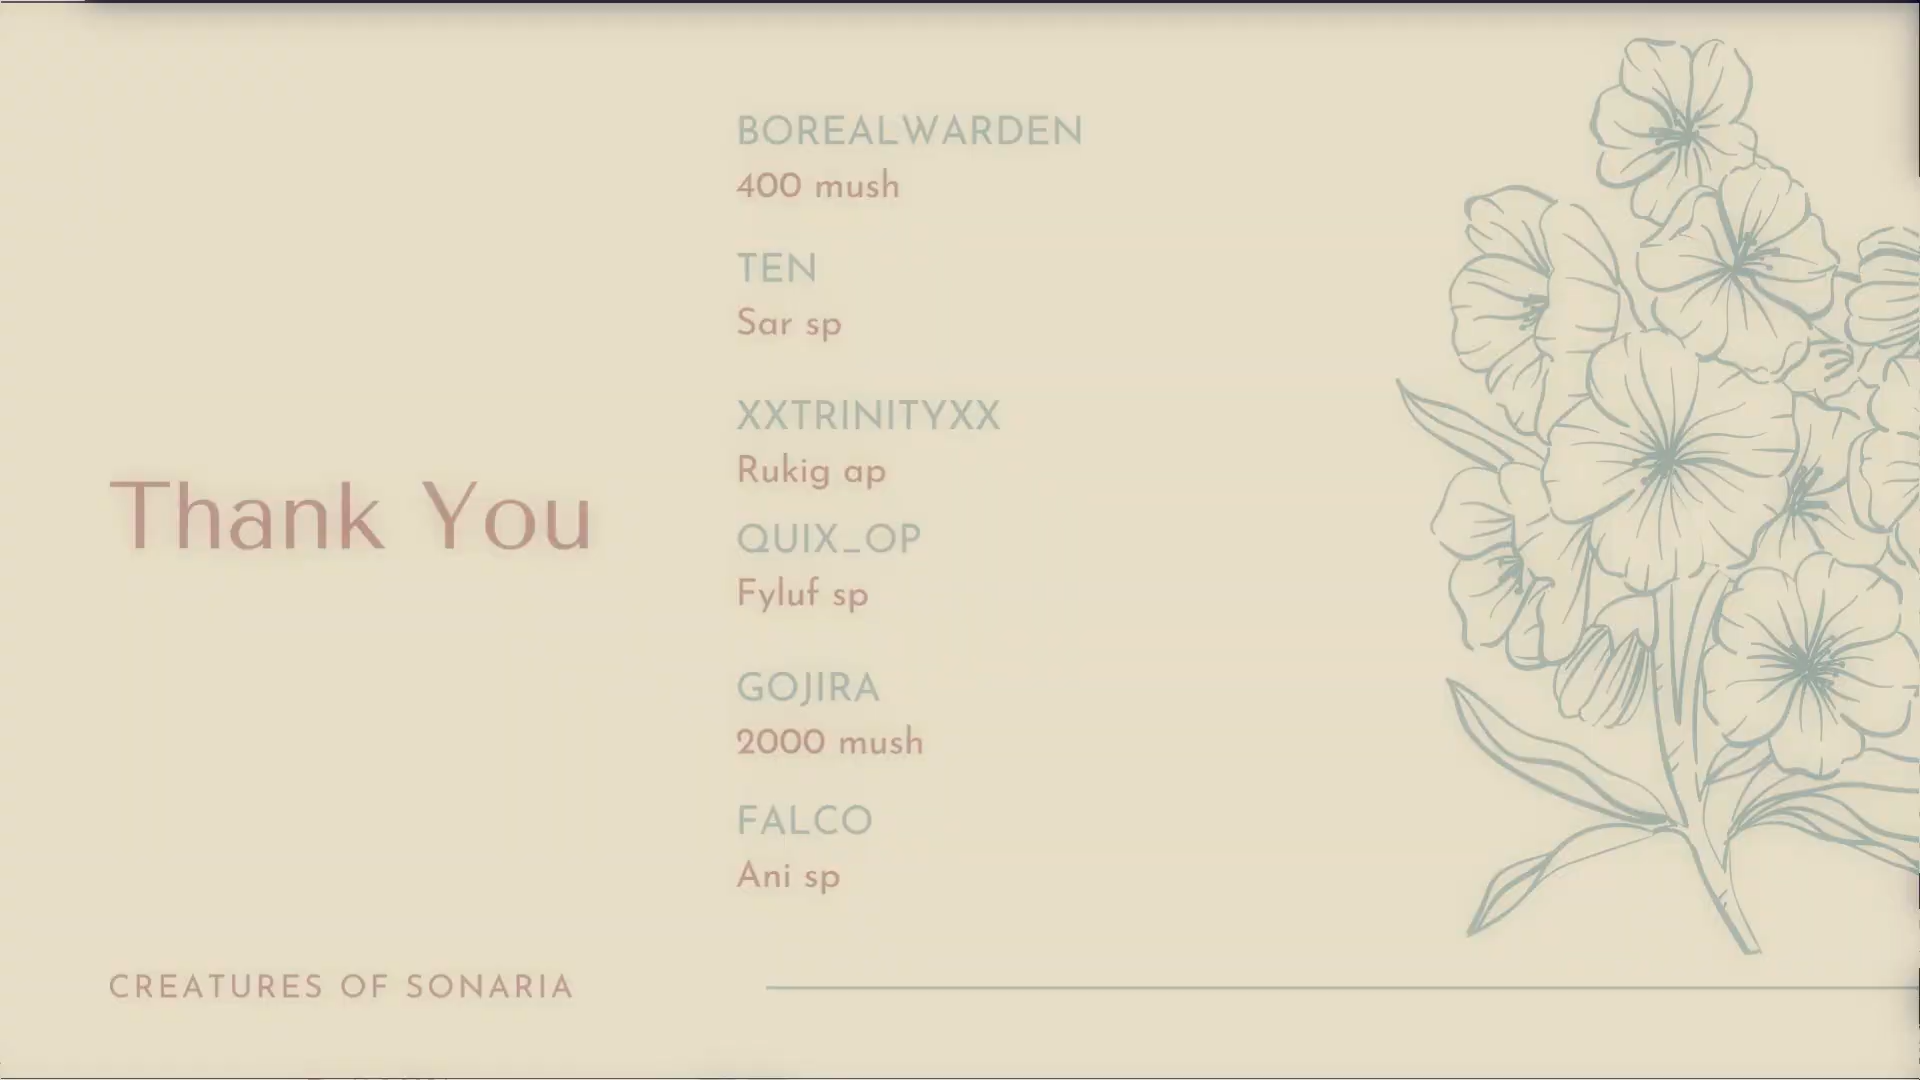 Thank You
BOREALWARDEN
400 mush
TEN
Sar sp
XXTRINITYXX
Rukig ap
QUIX_OP
Fyluf sp
GOJIRA
2000 mush
FALCO
Ani sp
CREATURES OF SONARIA